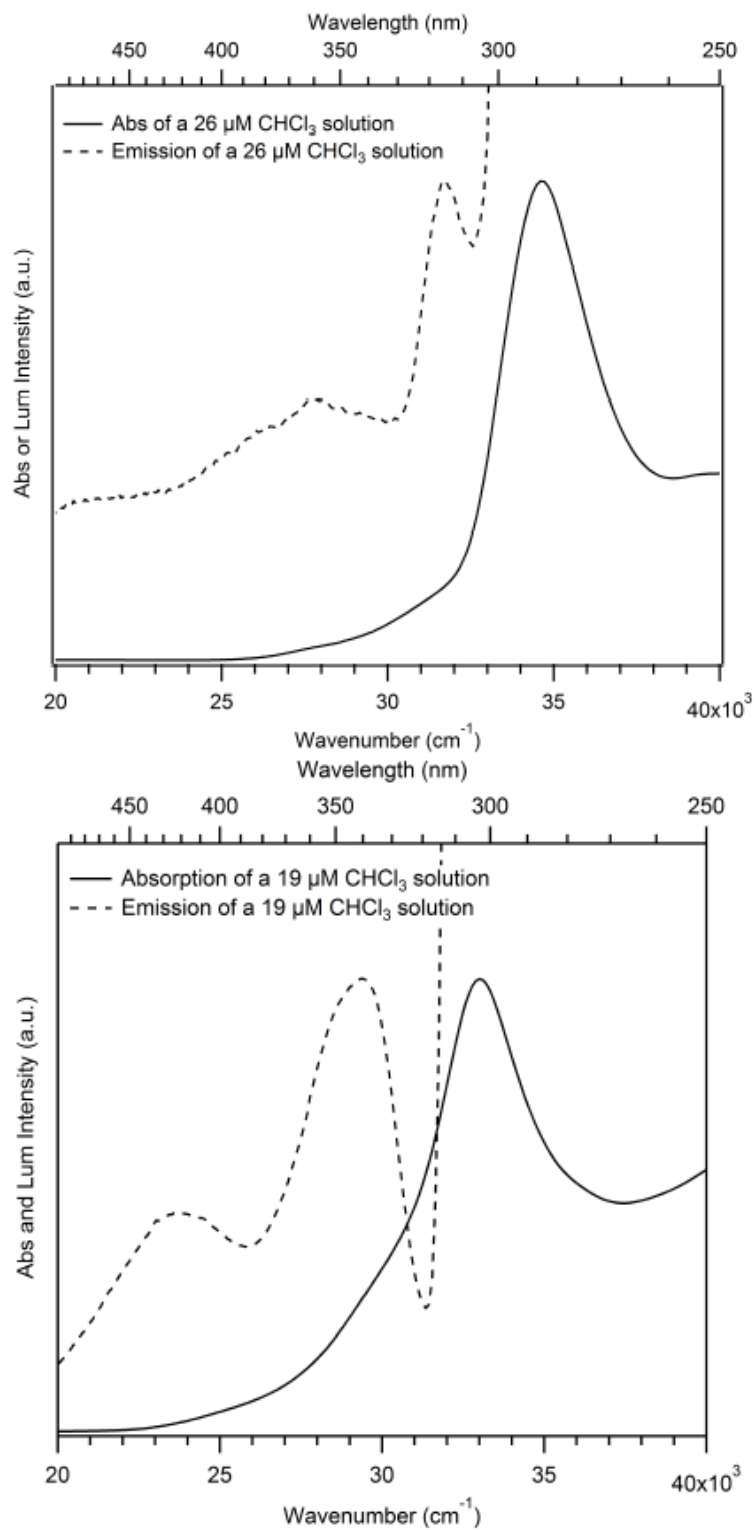 Wavelength (nm)
450 400 350 300 250
Abs of a 26 µM CHCl₃ solution
Emission of a 26 µM CHCl₃ solution
Abs or Lum Intensity (a.u.)
20 25 30 35 40x10³
Wavenumber (cm⁻¹)
Wavelength (nm)
450 400 350 300 250
Absorption of a 19 µM CHCl₃ solution
Emission of a 19 µM CHCl₃ solution
Abs and Lum Intensity (a.u.)
20 25 30 35 40x10³
Wavenumber (cm⁻¹)